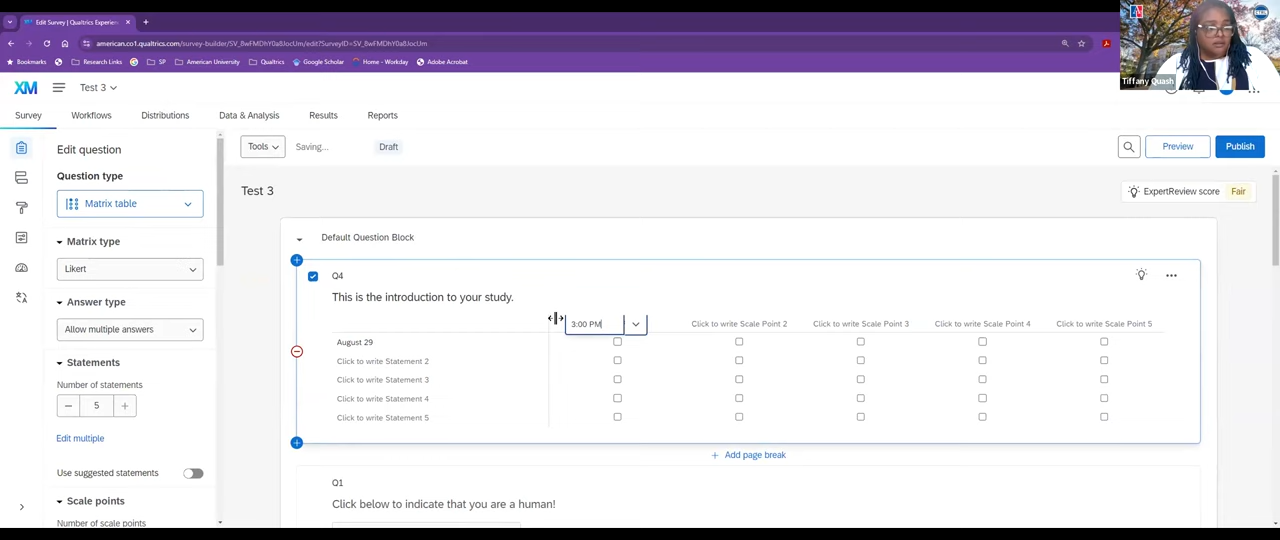 Edit Survey | Qualtrics Experien
american.co1.qualtrics.com/survey-builder/SV_8wFMDhY0a8JocUm/edit?SurveyID=SV_8wFMDhY0a8JocUm
Bookmarks
Research Links
SP
American University
Qualtrics
Google Scholar
Home - Workday
Adobe Acrobat
Tiffany Quash
XM
Test 3
Survey
Workflows
Distributions
Data & Analysis
Results
Reports
Edit question
Tools
Saving...
Draft
Preview
Publish
Question type
Matrix table
Test 3
ExpertReview score
Fair
Matrix type
Likert
Default Question Block
Answer type
Allow multiple answers
Q4
This is the introduction to your study.
3:00 PM
Click to write Scale Point 2
Click to write Scale Point 3
Click to write Scale Point 4
Click to write Scale Point 5
August 29
Click to write Statement 2
Click to write Statement 3
Click to write Statement 4
Click to write Statement 5
Statements
Number of statements
5
Edit multiple
Add page break
Use suggested statements
Q1
Scale points
Click below to indicate that you are a human!
Number of scale points